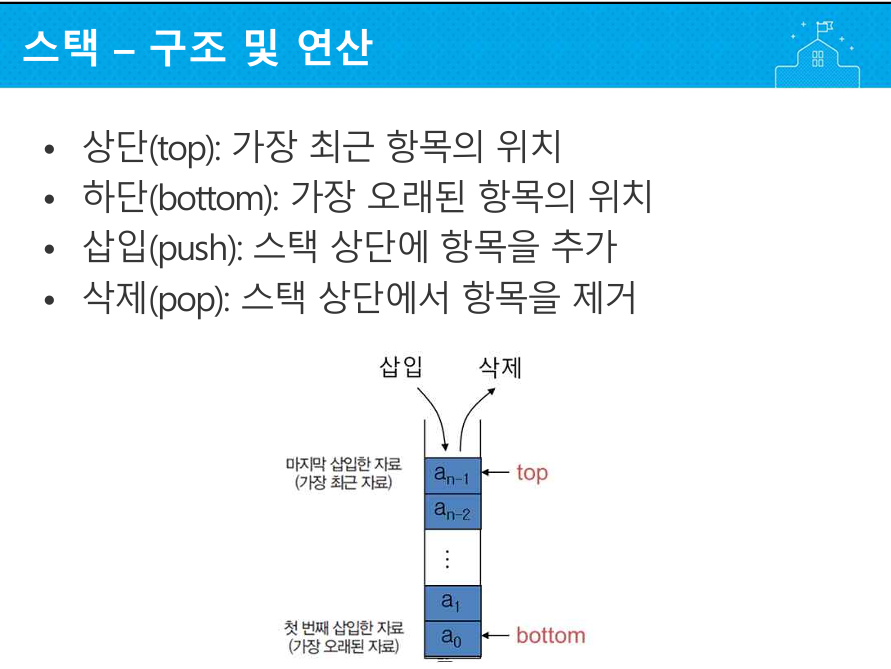 스택 – 구조 및 연산
• 상단(top): 가장 최근 항목의 위치
• 하단(bottom): 가장 오래된 항목의 위치
• 삽입(push): 스택 상단에 항목을 추가
• 삭제(pop): 스택 상단에서 항목을 제거
삽입 삭제
마지막 삽입한 자료
(가장 최근 자료)
aₙ₋₁
top
aₙ₋₂
⋮
a₁
첫 번째 삽입한 자료
(가장 오래된 자료)
a₀
bottom